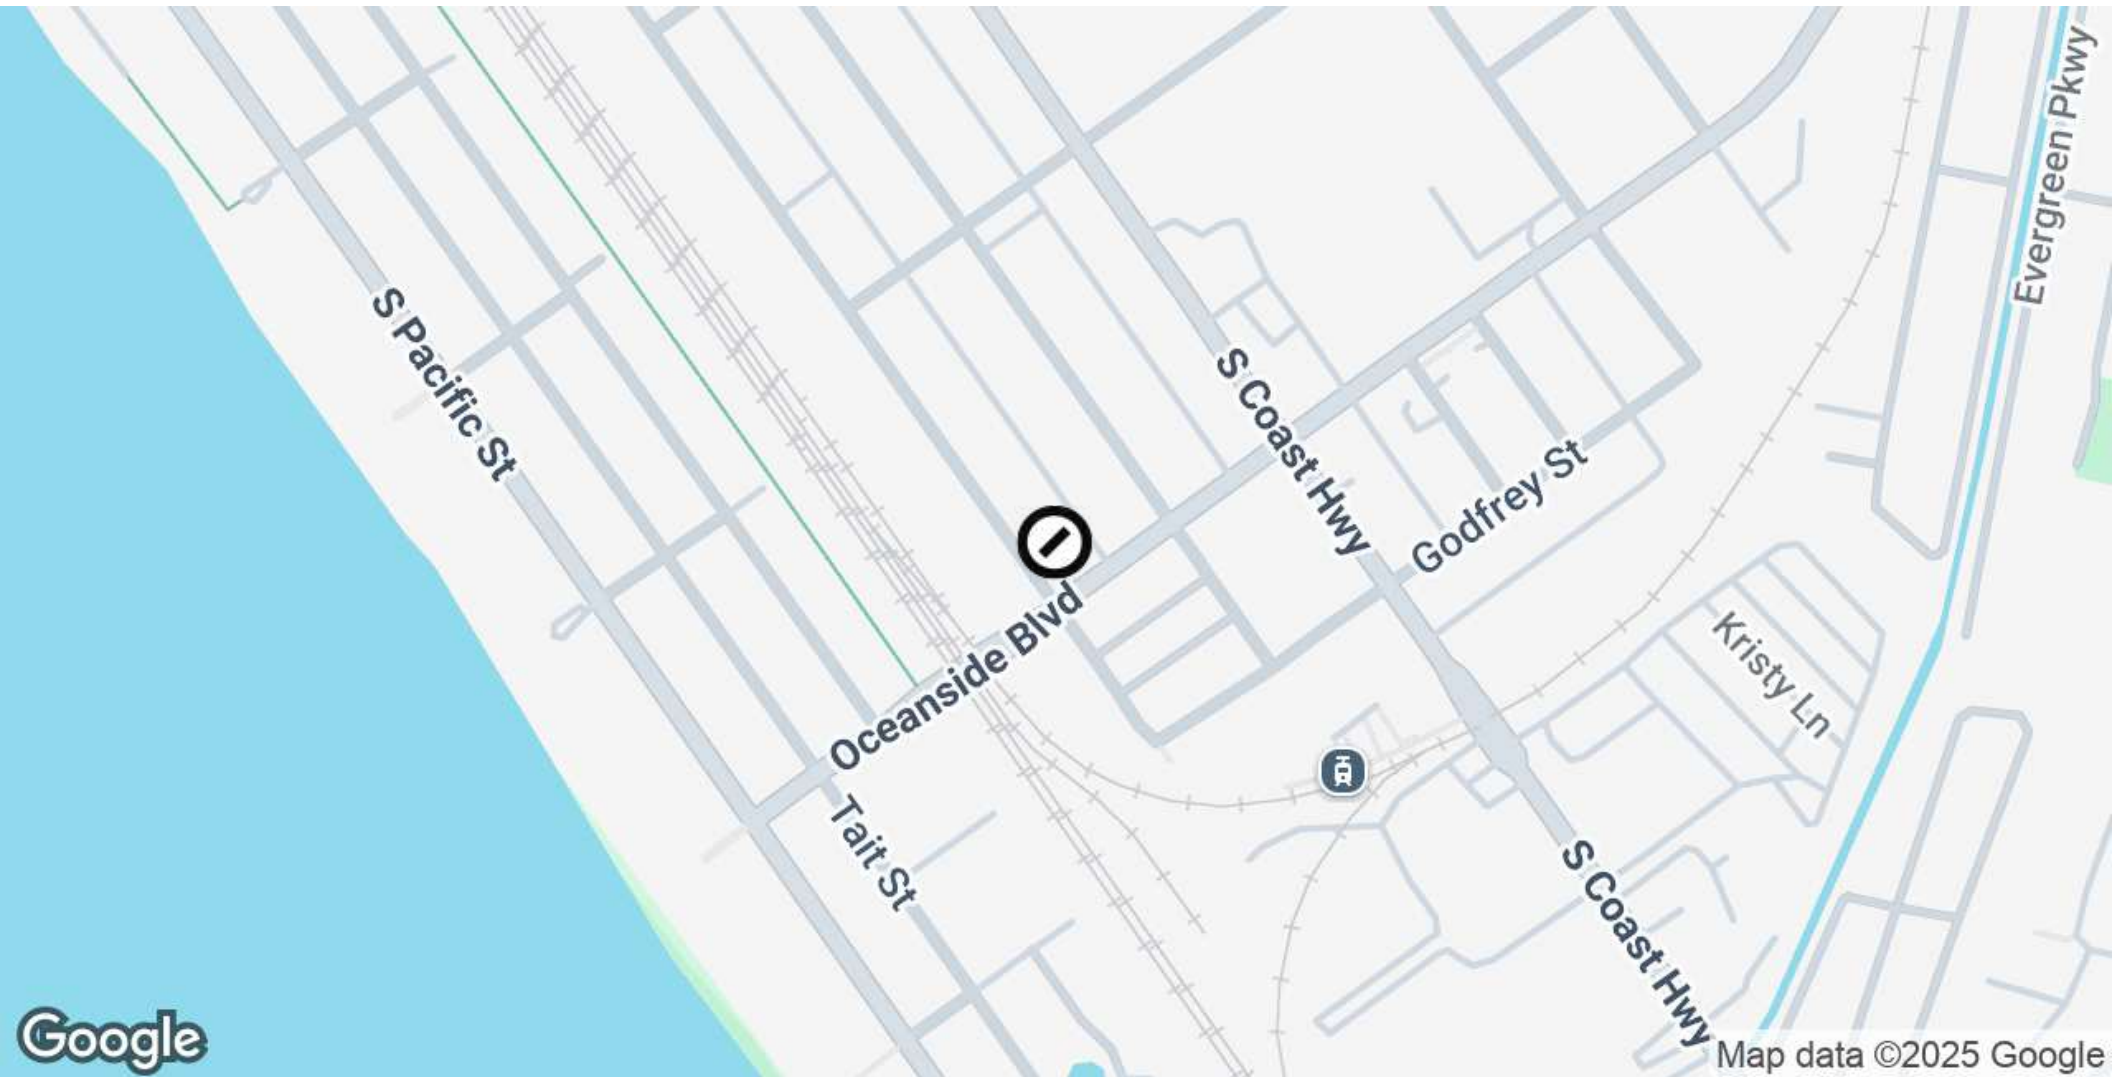 Evergreen Pkwy
S Pacific St
S Coast Hwy
Godfrey St
Oceanside Blvd
Kristy Ln
Tait St
S Coast Hwy
Google
Map data ©2025 Google